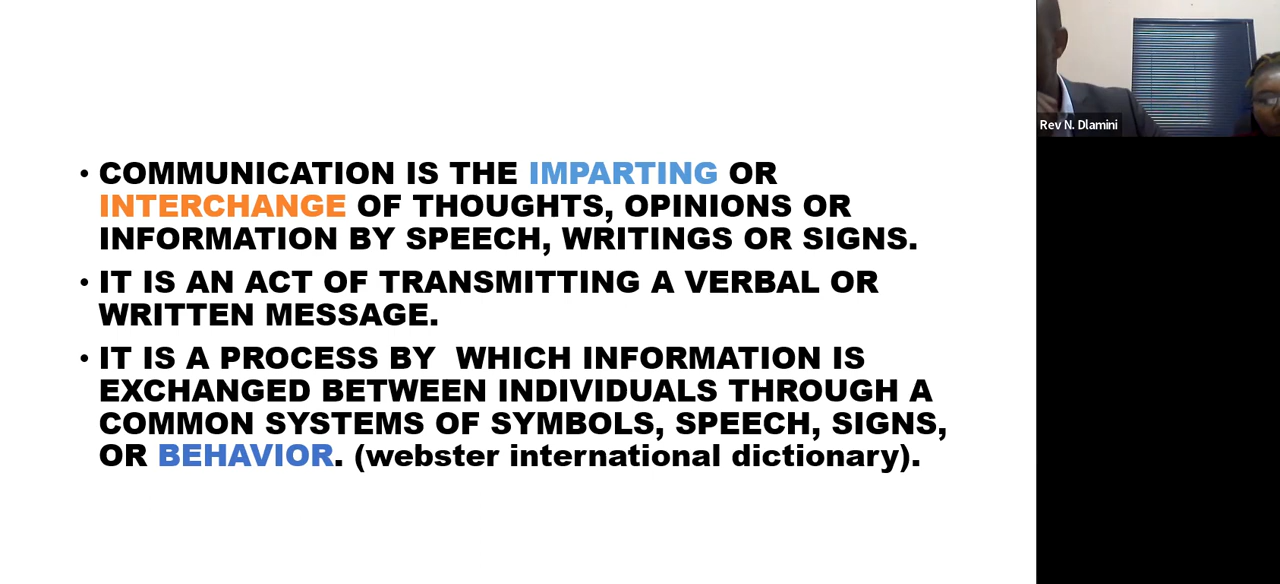 • COMMUNICATION IS THE IMPARTING OR
INTERCHANGE OF THOUGHTS, OPINIONS OR
INFORMATION BY SPEECH, WRITINGS OR SIGNS.
• IT IS AN ACT OF TRANSMITTING A VERBAL OR
WRITTEN MESSAGE.
• IT IS A PROCESS BY  WHICH INFORMATION IS
EXCHANGED BETWEEN INDIVIDUALS THROUGH A
COMMON SYSTEMS OF SYMBOLS, SPEECH, SIGNS,
OR BEHAVIOR. (webster international dictionary).
Rev N. Dlamini